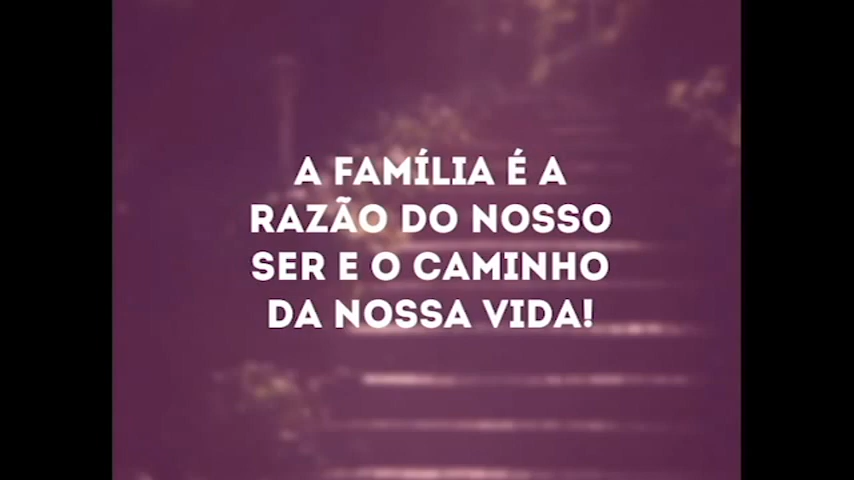 A FAMÍLIA É A
RAZÃO DO NOSSO
SER E O CAMINHO
DA NOSSA VIDA!